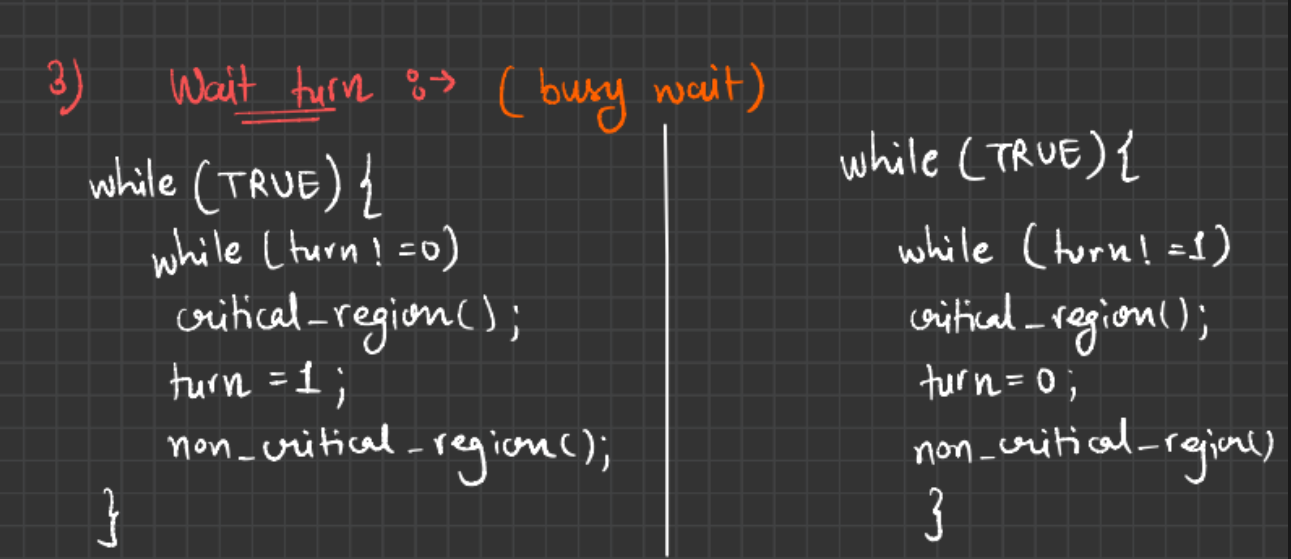 3) Wait turn :→ (busy wait)
while (TRUE) {
while (turn ! =0)
critical_region();
turn =1;
non_critical_region();
}
while (TRUE) {
while (turn! =1)
critical_region();
turn=0;
non_critical_region()
}